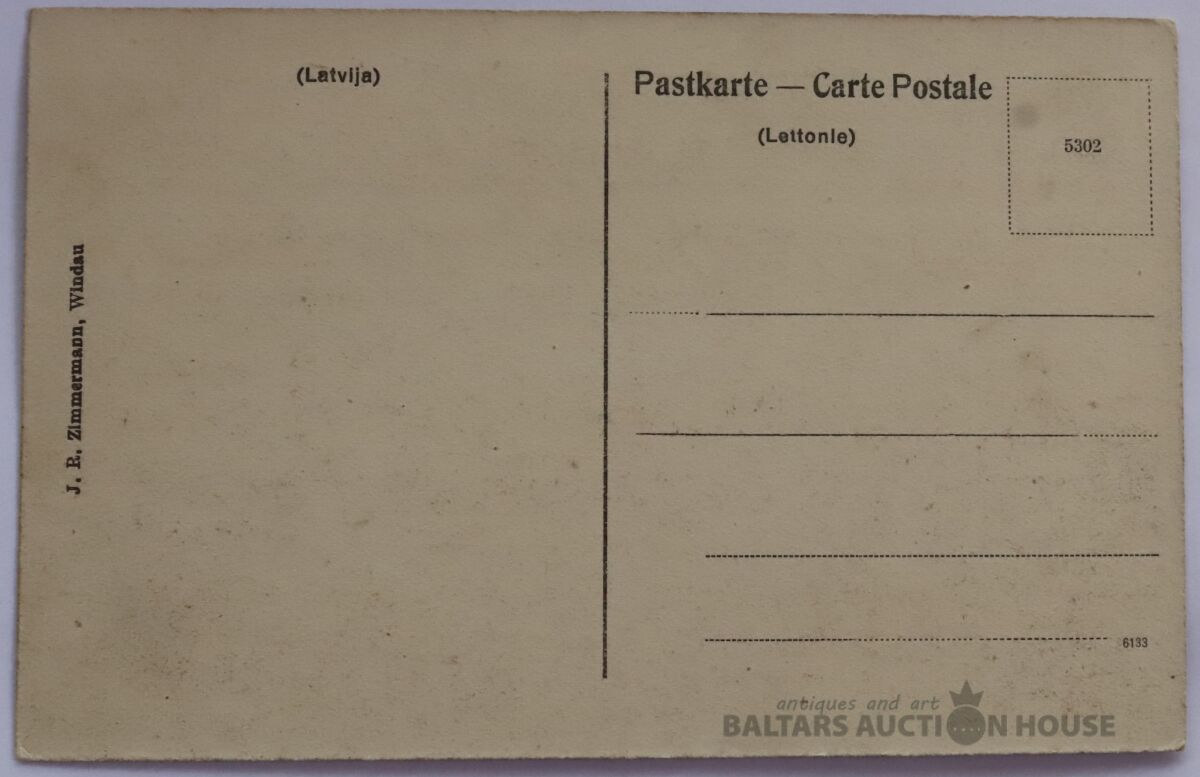 (Latvija)
J. R. Zimmermann, Windau
Pastkarte — Carte Postale
(Lettonie)
5302
6133
antiques and art
BALTARS AUCTION HOUSE